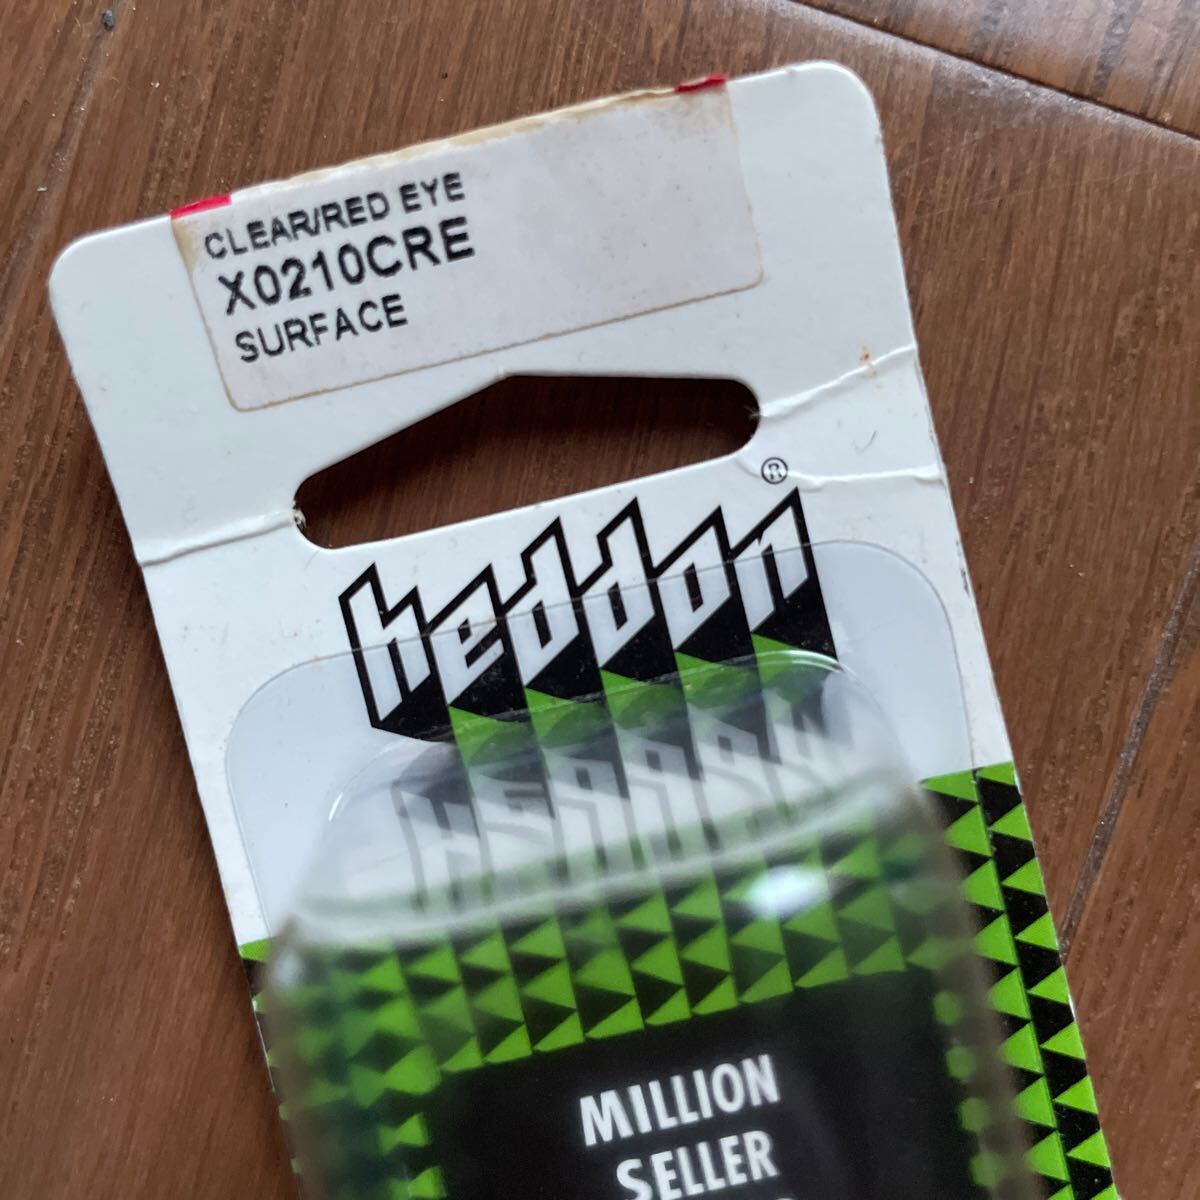 CLEAR/RED EYE
X0210CRE
SURFACE
heddon®
MILLION
SELLER